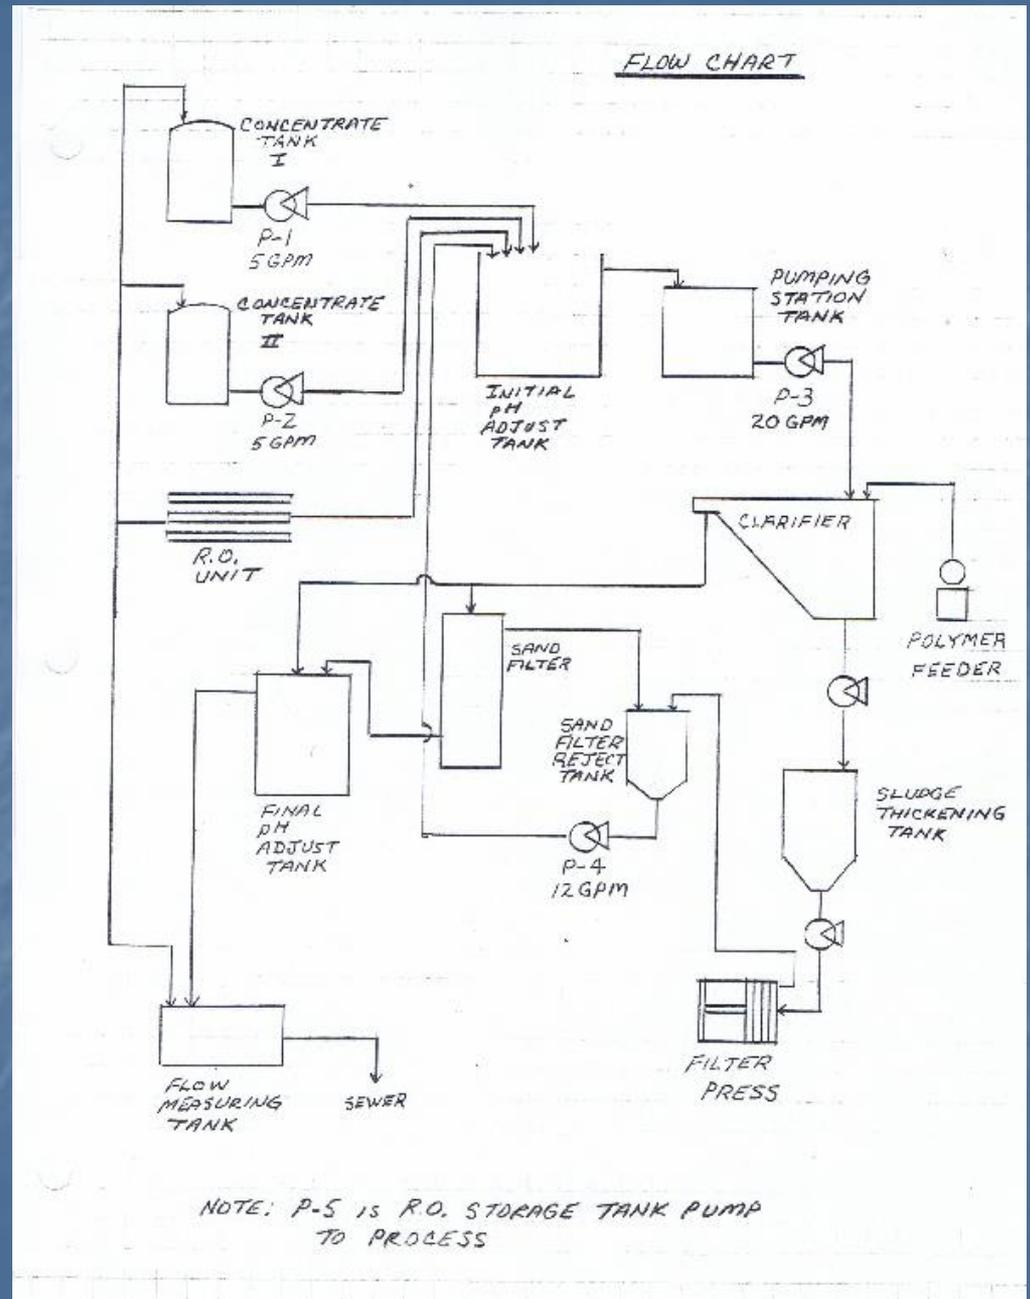 FLOW CHART
CONCENTRATE
TANK
I
P-1
5 GPM
CONCENTRATE
TANK
II
P-2
5 GPM
INITIAL
pH
ADJUST
TANK
PUMPING
STATION
TANK
P-3
20 GPM
R.O.
UNIT
CLARIFIER
POLYMER
FEEDER
SAND
FILTER
SAND
FILTER
REJECT
TANK
P-4
12 GPM
FINAL
pH
ADJUST
TANK
SLUDGE
THICKENING
TANK
FILTER
PRESS
FLOW
MEASURING
TANK
SEWER
NOTE: P-5 IS R.O. STORAGE TANK PUMP
TO PROCESS